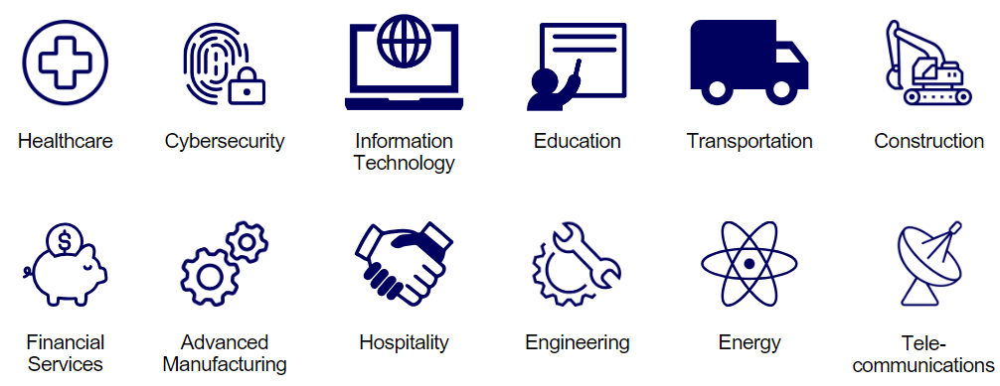 Healthcare
Cybersecurity
Information
Technology
Education
Transportation
Construction
$
Financial
Services
Advanced
Manufacturing
Hospitality
Engineering
Energy
Tele-
communications